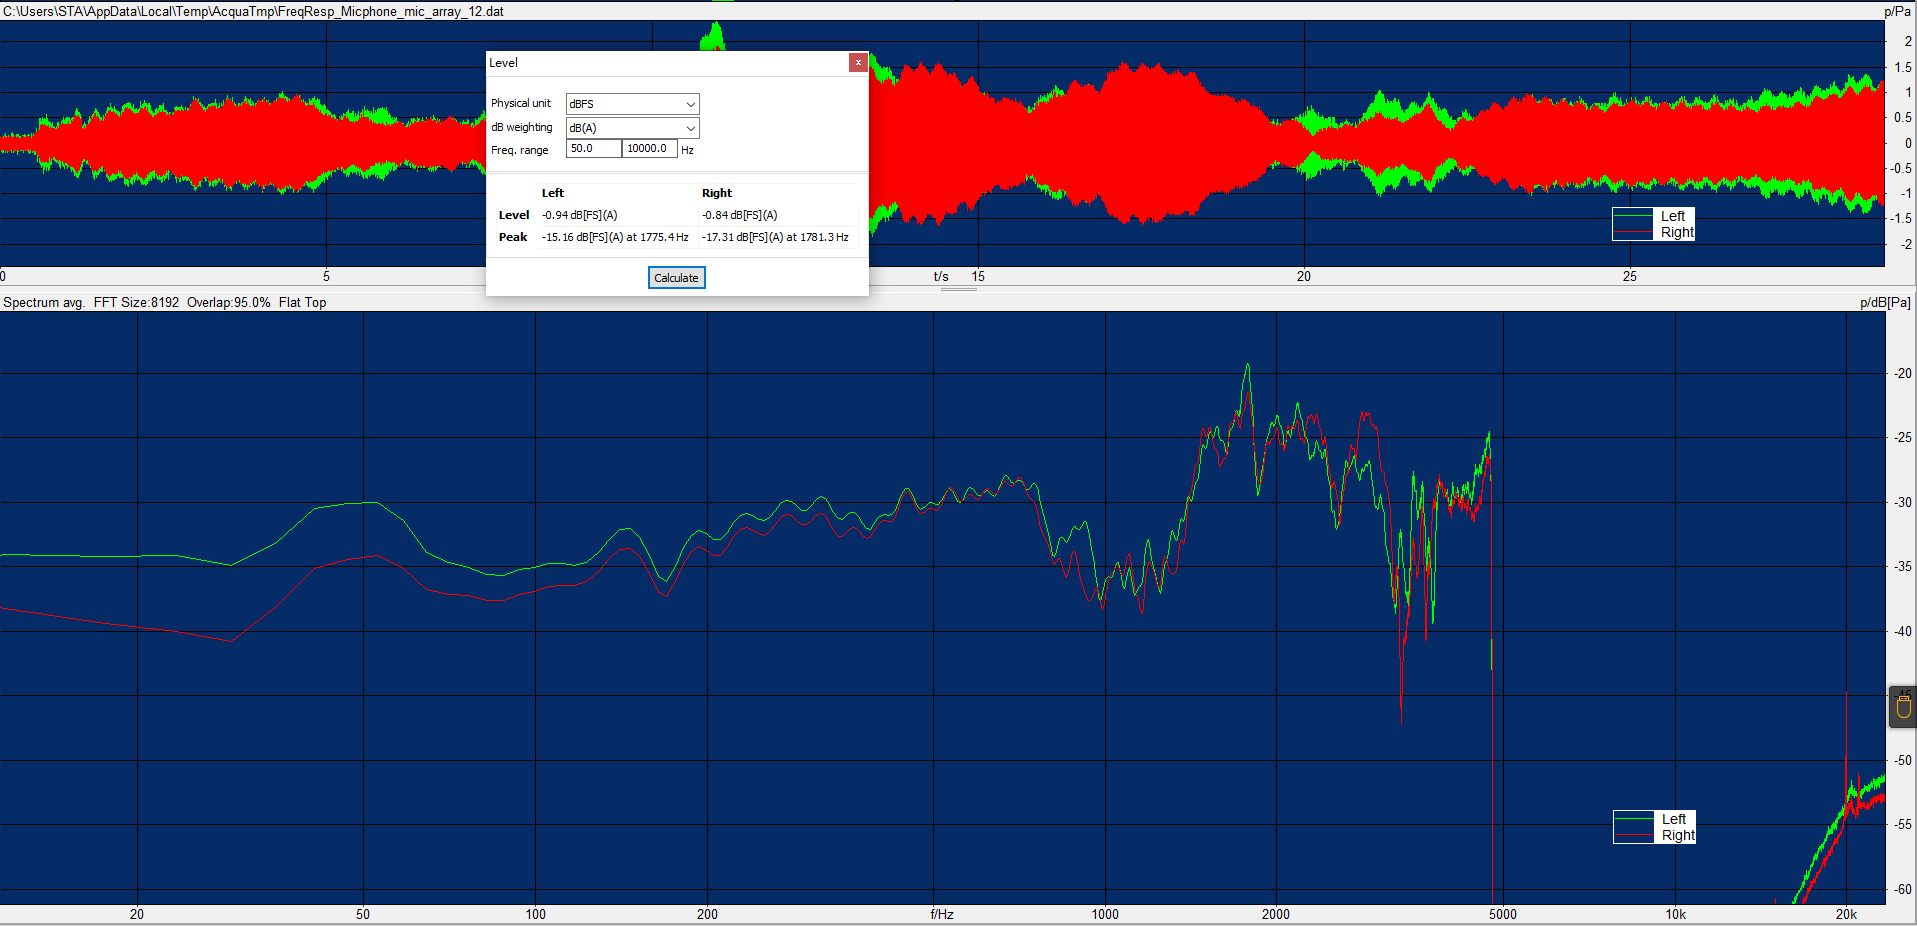 C:\Users\STA\AppData\Local\Temp\AcquaTmp\FreqResp_Micphone_mic_array_12.dat
p/Pa
2
1.5
1
0.5
0
-0.5
-1
-1.5
-2
Left
Right
0 5 t/s 15 20 25
Level
x
Physical unit dBFS
dB weighting dB(A)
Freq. range 50.0 10000.0 Hz
Left Right
Level -0.94 dB[FS](A) -0.84 dB[FS](A)
Peak -15.16 dB[FS](A) at 1775.4 Hz -17.31 dB[FS](A) at 1781.3 Hz
Calculate
Spectrum avg. FFT Size:8192 Overlap:95.0% Flat Top
p/dB[Pa]
-20
-25
-30
-35
-40
-45
-50
-55
-60
Left
Right
20 50 100 200 f/Hz 1000 2000 5000 10k 20k